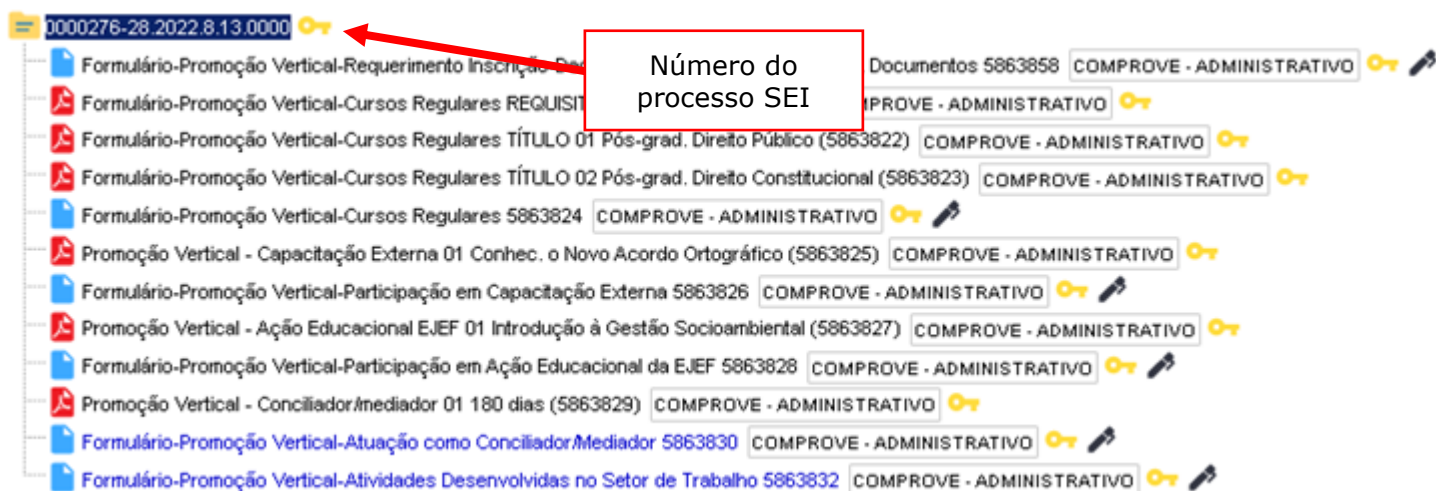 0000276-28.2022.8.13.0000
Número do
processo SEI
Formulário-Promoção Vertical-Requerimento Inscrição-De Documentos 5863858 COMPROVE - ADMINISTRATIVO
Formulário-Promoção Vertical-Cursos Regulares REQUISIT MPROVE - ADMINISTRATIVO
Formulário-Promoção Vertical-Cursos Regulares TÍTULO 01 Pós-grad. Direito Público (5863822) COMPROVE - ADMINISTRATIVO
Formulário-Promoção Vertical-Cursos Regulares TÍTULO 02 Pós-grad. Direito Constitucional (5863823) COMPROVE - ADMINISTRATIVO
Formulário-Promoção Vertical-Cursos Regulares 5863824 COMPROVE - ADMINISTRATIVO
Promoção Vertical - Capacitação Externa 01 Conhec. o Novo Acordo Ortográfico (5863825) COMPROVE - ADMINISTRATIVO
Formulário-Promoção Vertical-Participação em Capacitação Externa 5863826 COMPROVE - ADMINISTRATIVO
Promoção Vertical - Ação Educacional EJEF 01 Introdução à Gestão Socioambiental (5863827) COMPROVE - ADMINISTRATIVO
Formulário-Promoção Vertical-Participação em Ação Educacional da EJEF 5863828 COMPROVE - ADMINISTRATIVO
Promoção Vertical - Conciliador/mediador 01 180 dias (5863829) COMPROVE - ADMINISTRATIVO
Formulário-Promoção Vertical-Atuação como Conciliador/Mediador 5863830 COMPROVE - ADMINISTRATIVO
Formulário-Promoção Vertical-Atividades Desenvolvidas no Setor de Trabalho 5863832 COMPROVE - ADMINISTRATIVO